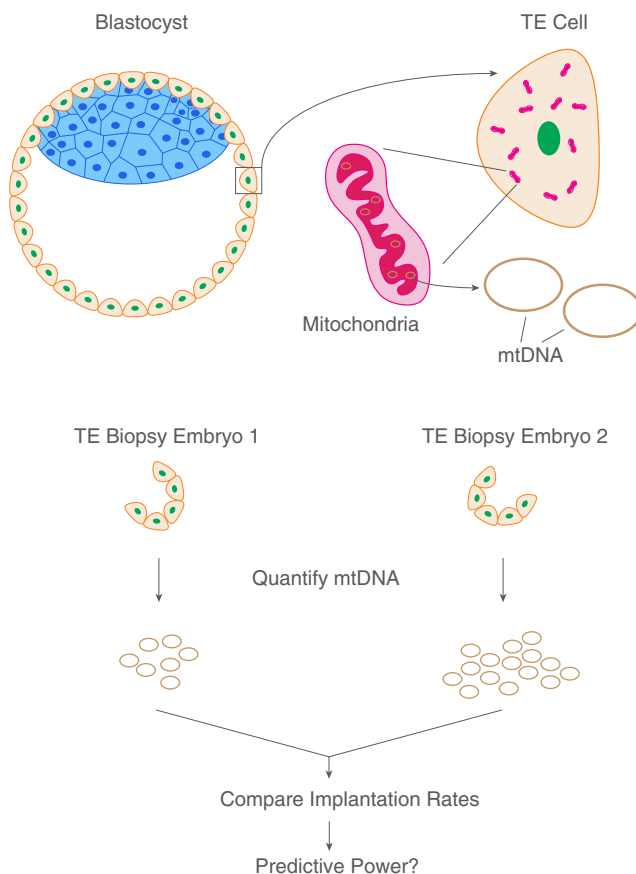 Blastocyst
TE Cell
Mitochondria
mtDNA
TE Biopsy Embryo 1
TE Biopsy Embryo 2
Quantify mtDNA
Compare Implantation Rates
Predictive Power?